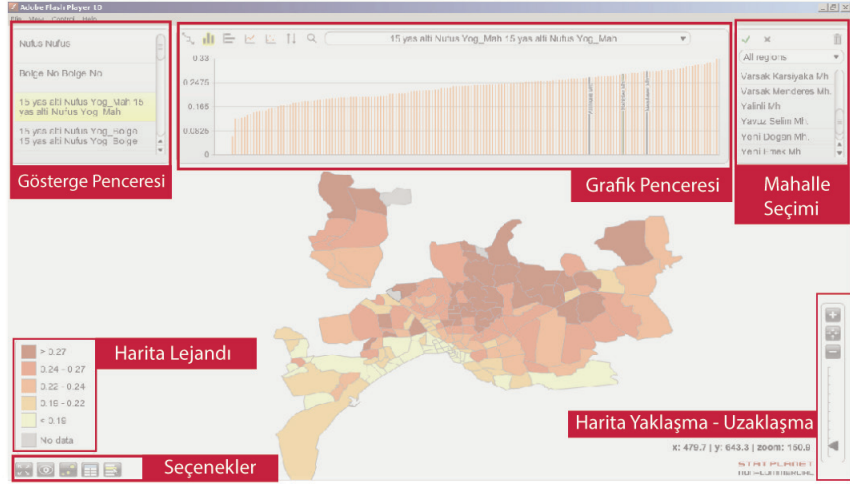 Adobe Flash Player 10
File View Control Help
Nufus Nufus
Bolge No Bolge No
15 yas alti Nufus Yog_Mah 15
yas alti Nufus Yog_Mah
15 yas alti Nufus Yog_Bolge
15 yas alti Nufus Yog_Bolge
Gösterge Penceresi
15 yas alti Nufus Yog_Mah 15 yas alti Nufus Yog_Mah
0.33
0.2475
0.165
0.0825
0
Grafik Penceresi
All regions
Varsak Karsiyaka Mh
Varsak Menderes Mh.
Yalinli Mh
Yavuz Selim Mh.
Yeni Dogan Mh.
Yeni Emek Mh
Mahalle
Seçimi
> 0.27
0.24 - 0.27
0.22 - 0.24
0.19 - 0.22
< 0.19
No data
Harita Lejandı
Seçenekler
Harita Yaklaşma - Uzaklaşma
x: 479.7 | y: 643.3 | zoom: 150.9
STAT PLANET
NON-COMMERCIAL